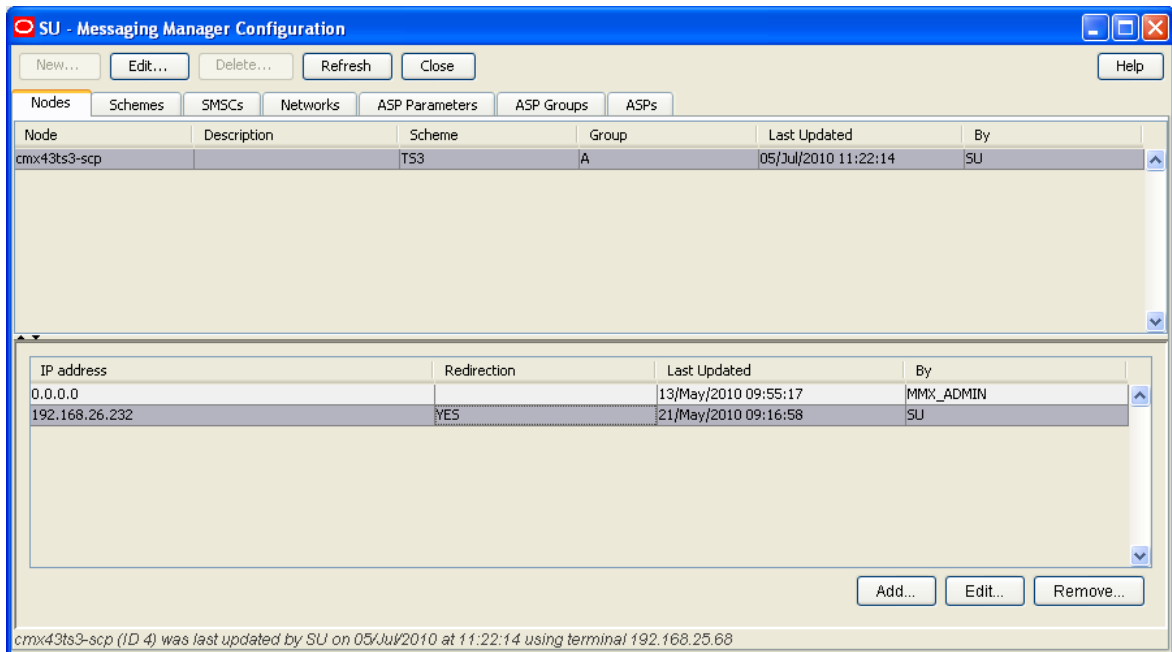 SU - Messaging Manager Configuration
New... Edit... Delete... Refresh Close Help
Nodes Schemes SMSCs Networks ASP Parameters ASP Groups ASPs
Node Description Scheme Group Last Updated By
cmx43ts3-scp TS3 A 05/Jul/2010 11:22:14 SU
IP address Redirection Last Updated By
0.0.0.0 13/May/2010 09:55:17 MMX_ADMIN
192.168.26.232 YES 21/May/2010 09:16:58 SU
Add... Edit... Remove...
cmx43ts3-scp (ID 4) was last updated by SU on 05/Jul/2010 at 11:22:14 using terminal 192.168.25.68